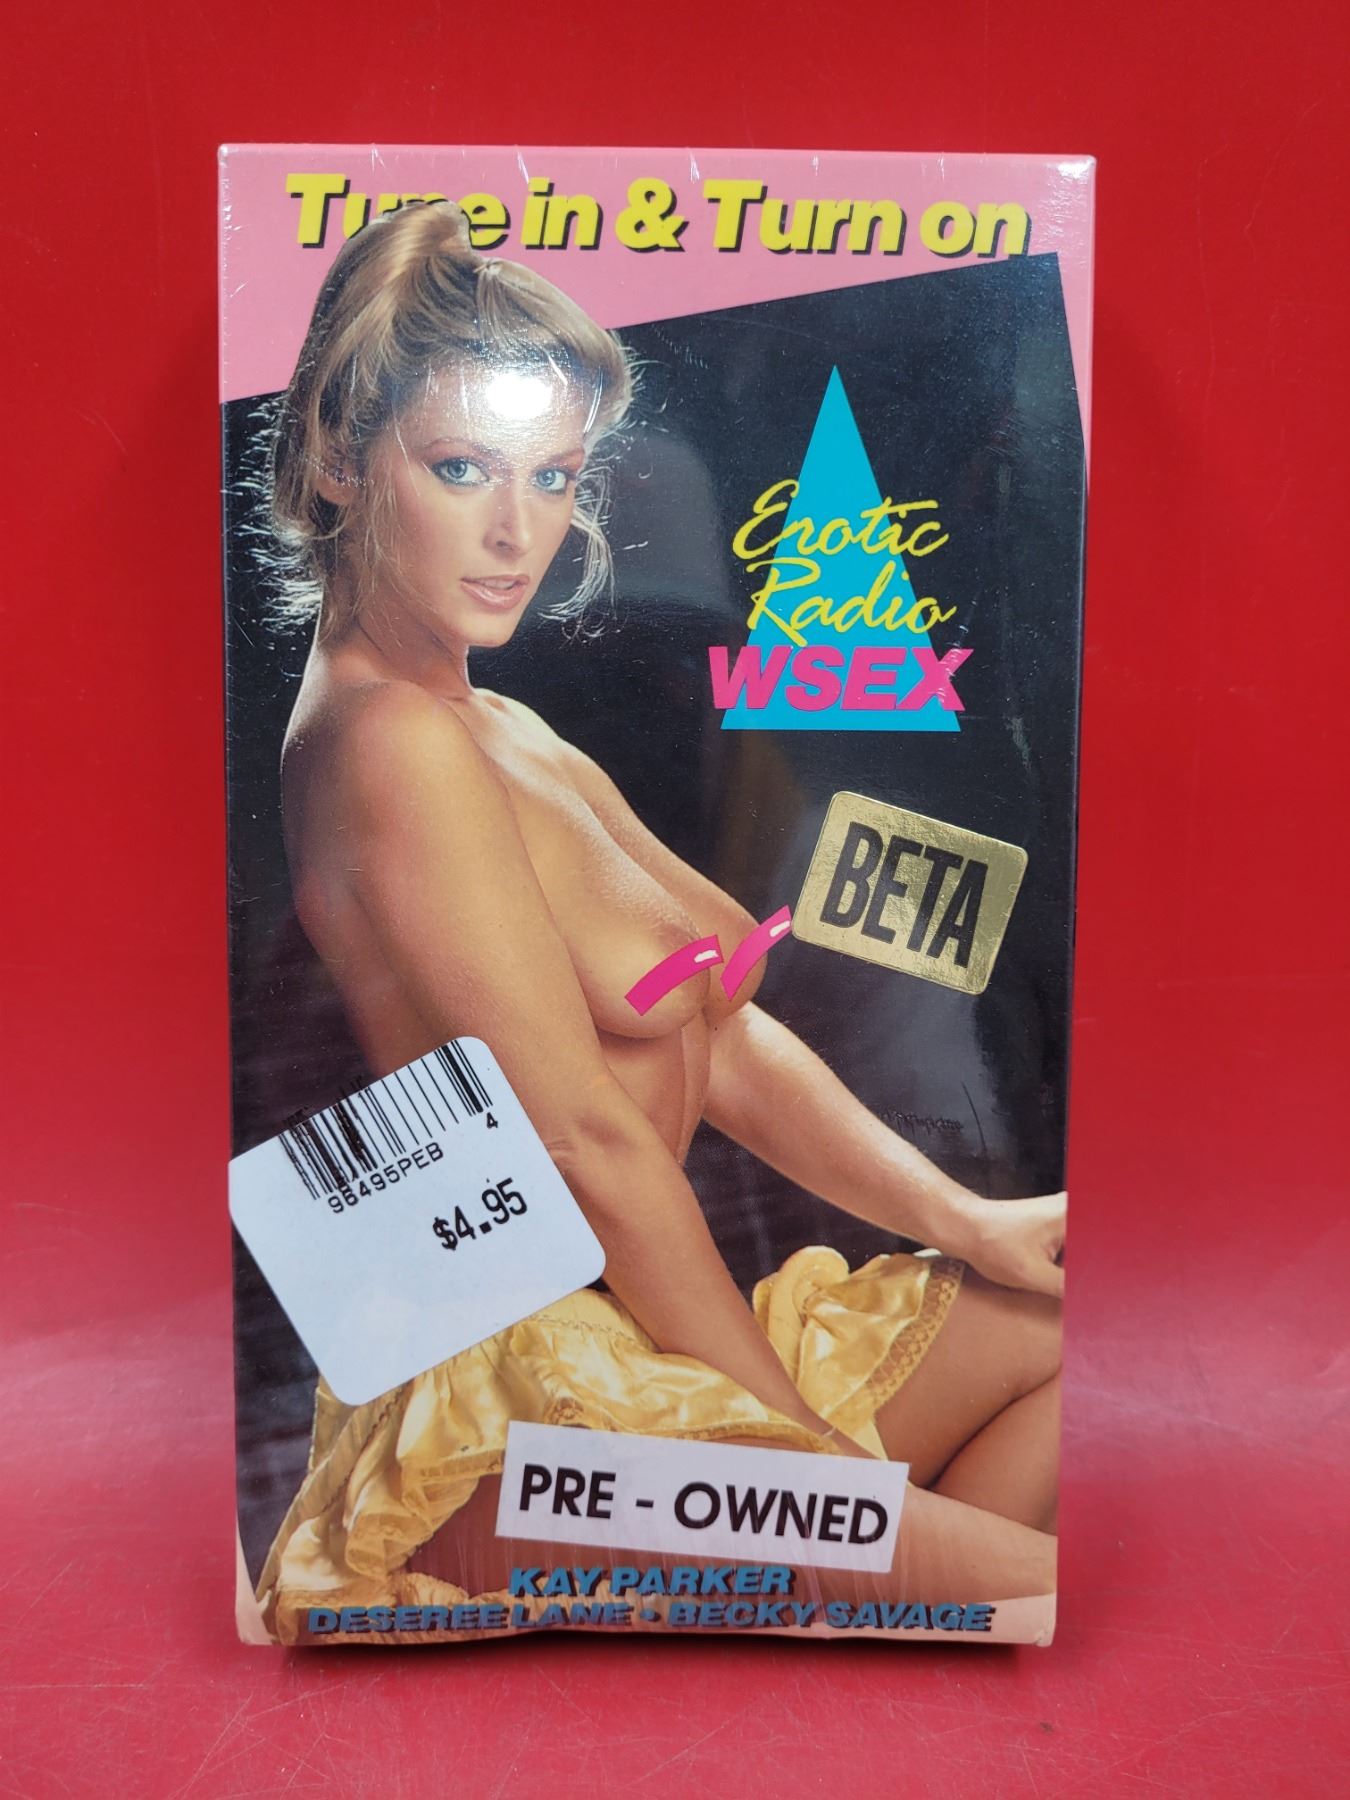 Tune in & Turn on
Erotic
Radio
WSEX
BETA
4
96495PEB
$4.95
PRE - OWNED
KAY PARKER
DESEREE LANE • BECKY SAVAGE